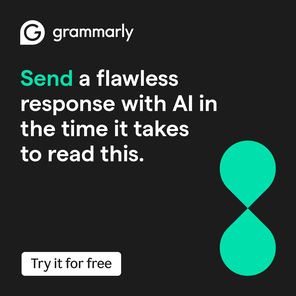 grammarly
Send a flawless
response with AI in
the time it takes
to read this.
Try it for free